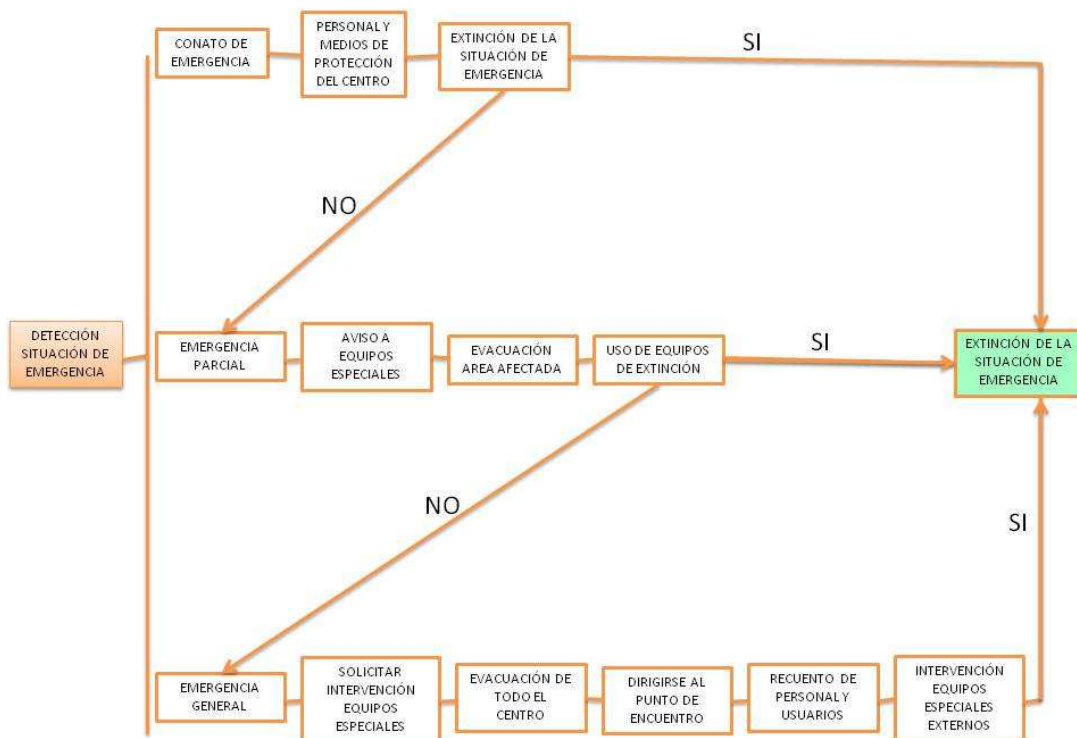 CONATO DE
EMERGENCIA
PERSONAL Y
MEDIOS DE
PROTECCIÓN
DEL CENTRO
EXTINCIÓN DE LA
SITUACIÓN DE
EMERGENCIA
SI
NO
DETECCIÓN
SITUACIÓN DE
EMERGENCIA
EMERGENCIA
PARCIAL
AVISO A
EQUIPOS
ESPECIALES
EVACUACIÓN
AREA AFECTADA
USO DE EQUIPOS
DE EXTINCIÓN
SI
EXTINCIÓN DE LA
SITUACIÓN DE
EMERGENCIA
NO
SI
EMERGENCIA
GENERAL
SOLICITAR
INTERVENCIÓN
EQUIPOS
ESPECIALES
EVACUACIÓN DE
TODO EL
CENTRO
DIRIGIRSE AL
PUNTO DE
ENCUENTRO
RECUENTO DE
PERSONAL Y
USUARIOS
INTERVENCIÓN
EQUIPOS
ESPECIALES
EXTERNOS